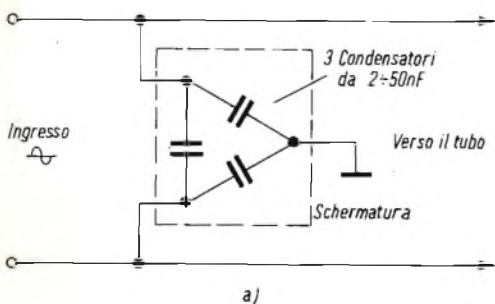 3 Condensatori
da 2÷50nF
Ingresso
Verso il tubo
Schermatura
a)